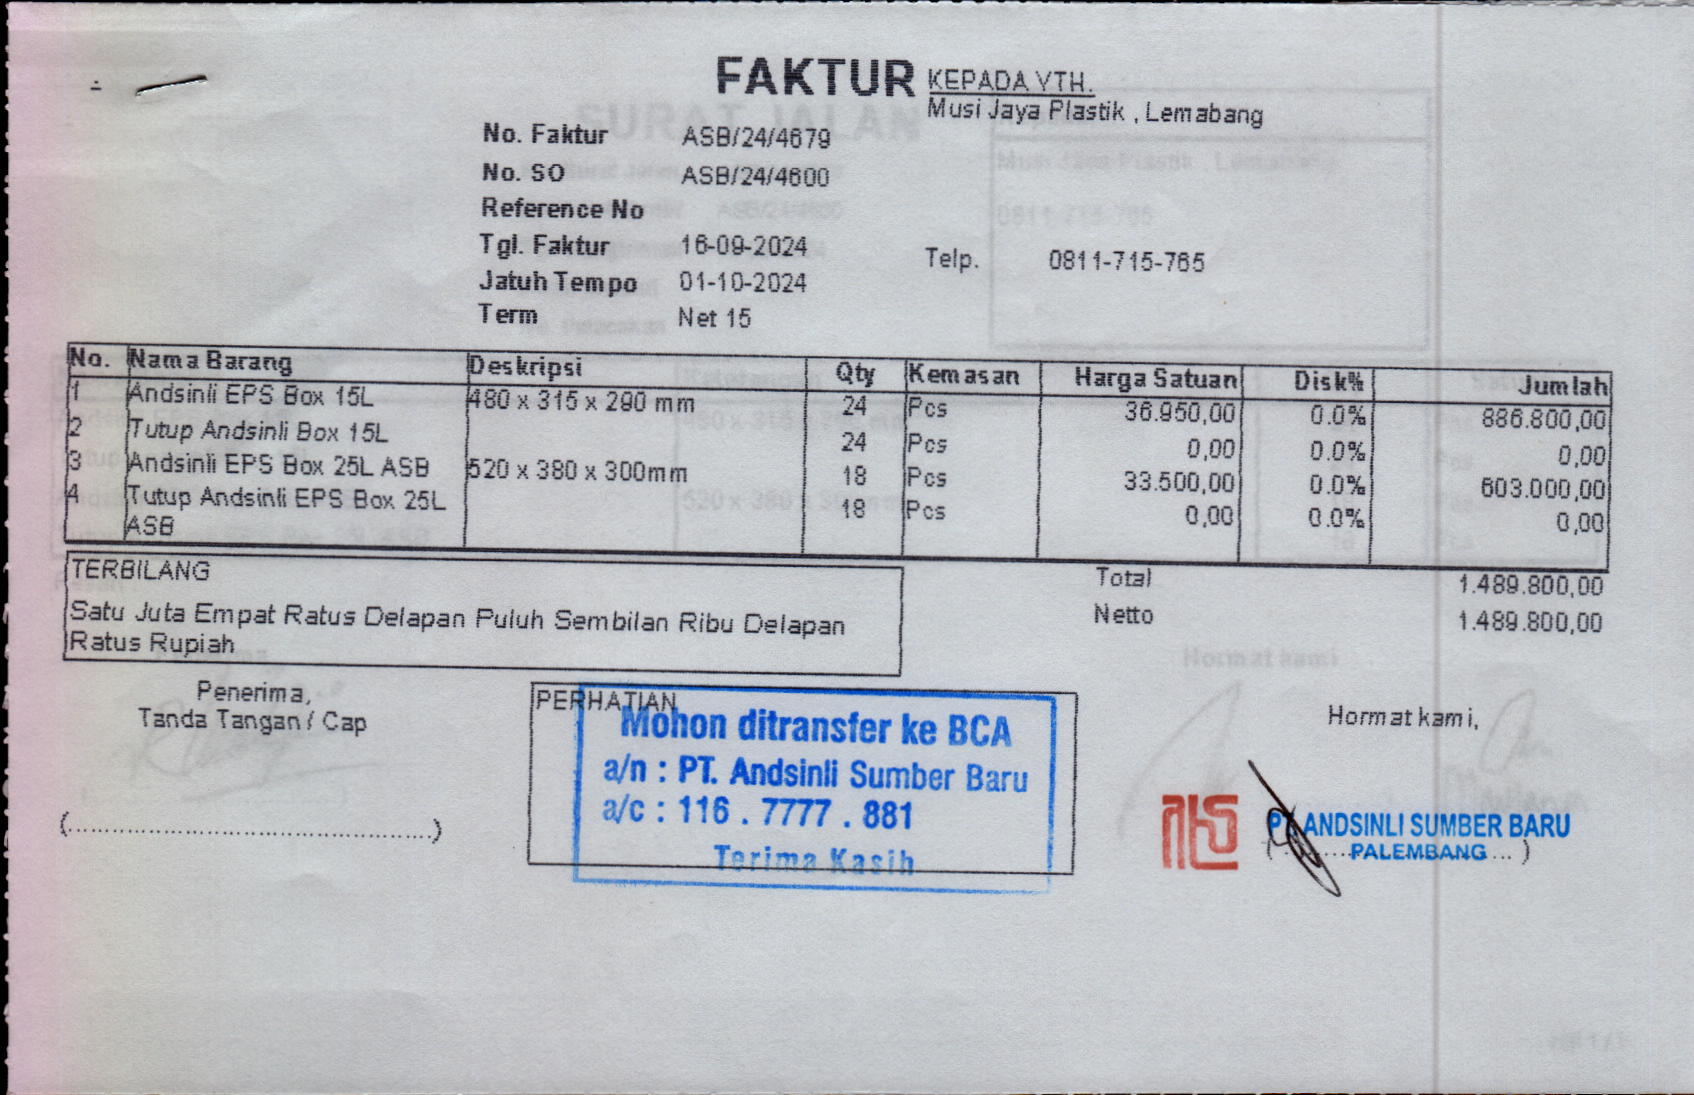 FAKTUR
KEPADA YTH.
Musi Jaya Plastik , Lemabang
No. Faktur ASB/24/4679
No. SO ASB/24/4600
Reference No
Tgl. Faktur 16-09-2024
Telp. 0811-715-765
Jatuh Tempo 01-10-2024
Term Net 15
No. Nama Barang Deskripsi Qty Kemasan Harga Satuan Disk% Jumlah
1 Andsinli EPS Box 15L 480 x 315 x 290 mm 24 Pcs 36.950,00 0.0% 886.800,00
2 Tutup Andsinli Box 15L 24 Pcs 0,00 0.0% 0,00
3 Andsinli EPS Box 25L ASB 520 x 380 x 300mm 18 Pcs 33.500,00 0.0% 603.000,00
4 Tutup Andsinli EPS Box 25L 18 Pcs 0,00 0.0% 0,00
ASB
TERBILANG
Satu Juta Empat Ratus Delapan Puluh Sembilan Ribu Delapan
Ratus Rupiah
Total 1.489.800,00
Netto 1.489.800,00
Penerima,
Tanda Tangan / Cap
(................................................)
PERHATIAN
Mohon ditransfer ke BCA
a/n : PT. Andsinli Sumber Baru
a/c : 116 . 7777 . 881
Terima Kasih
Hormat kami,
PT. ANDSINLI SUMBER BARU
PALEMBANG